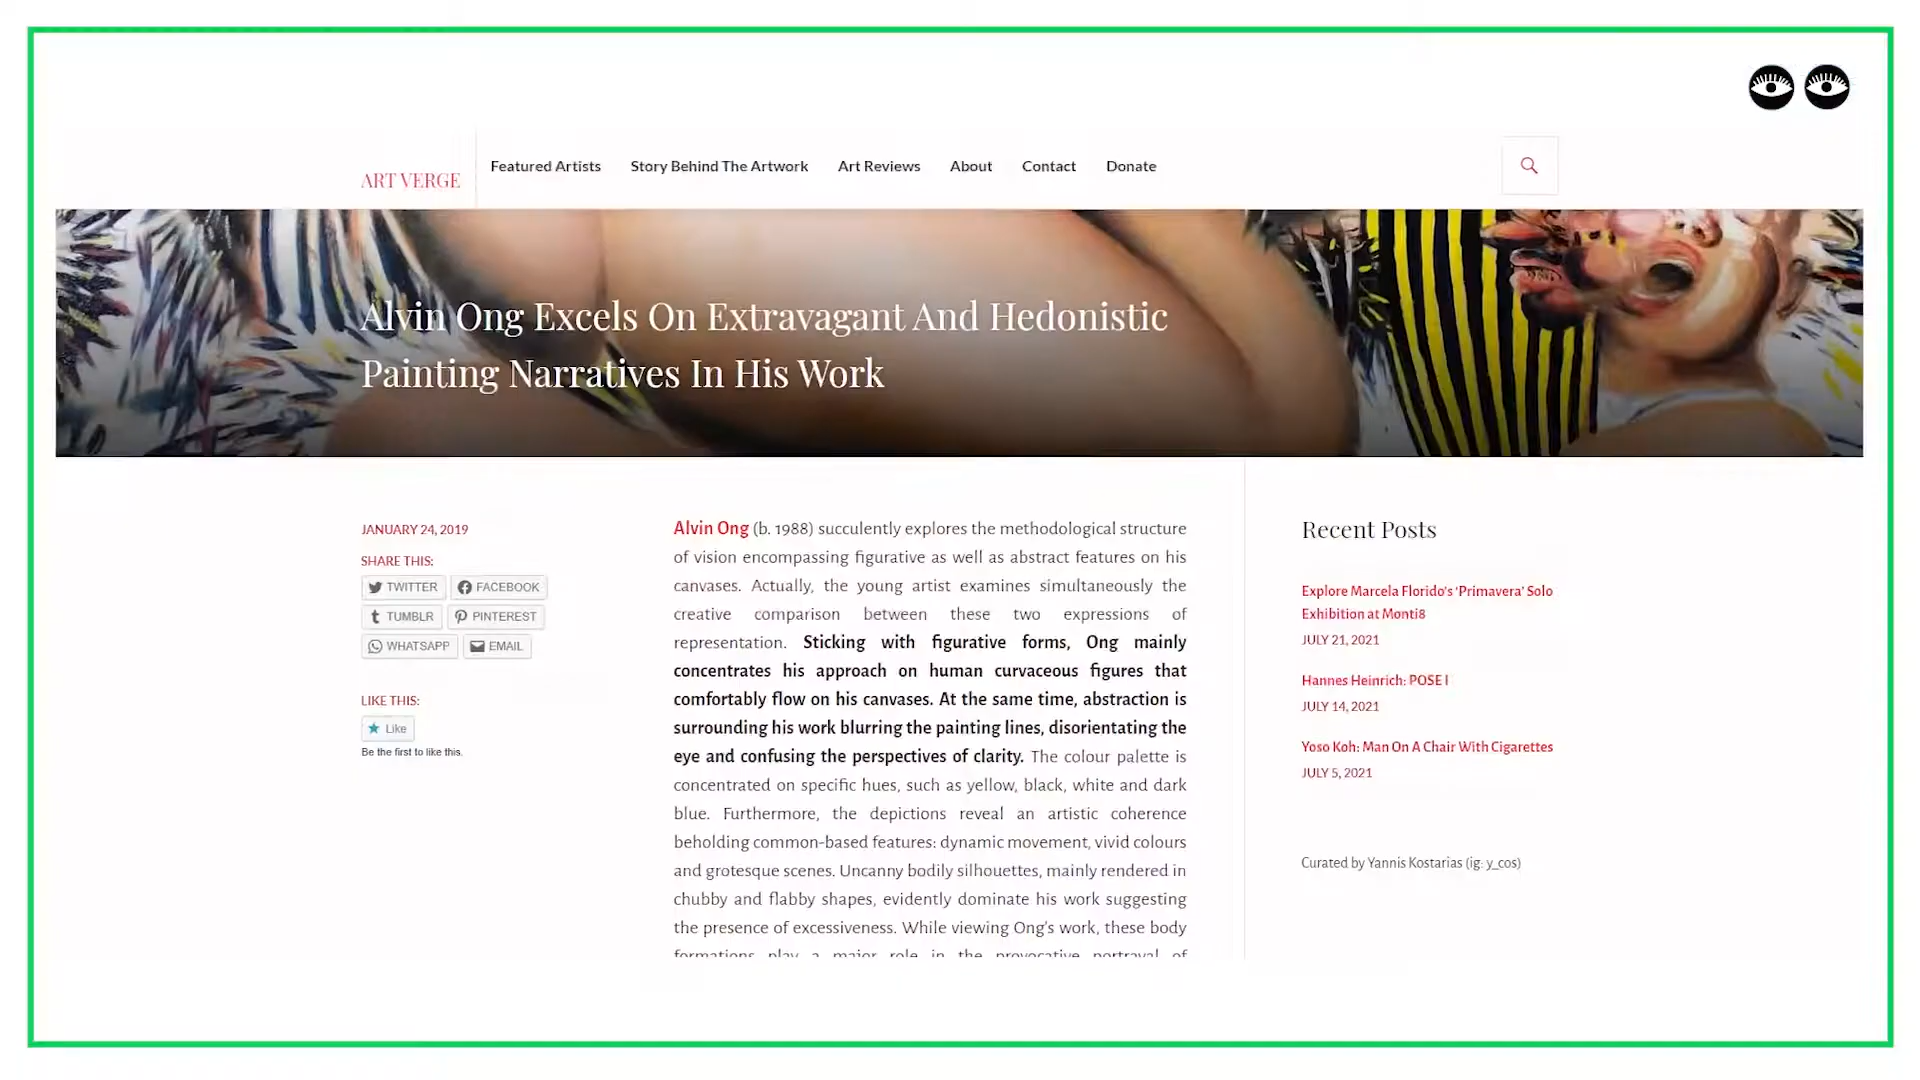 ART VERGE
Featured Artists
Story Behind The Artwork
Art Reviews
About
Contact
Donate
Alvin Ong Excels On Extravagant And Hedonistic
Painting Narratives In His Work
JANUARY 24, 2019
SHARE THIS:
TWITTER
FACEBOOK
TUMBLR
PINTEREST
WHATSAPP
EMAIL
LIKE THIS:
Like
Be the first to like this.
Alvin Ong (b. 1988) succulently explores the methodological structure
of vision encompassing figurative as well as abstract features on his
canvases. Actually, the young artist examines simultaneously the
creative comparison between these two expressions of
representation. Sticking with figurative forms, Ong mainly
concentrates his approach on human curvaceous figures that
comfortably flow on his canvases. At the same time, abstraction is
surrounding his work blurring the painting lines, disorientating the
eye and confusing the perspectives of clarity. The colour palette is
concentrated on specific hues, such as yellow, black, white and dark
blue. Furthermore, the depictions reveal an artistic coherence
beholding common-based features: dynamic movement, vivid colours
and grotesque scenes. Uncanny bodily silhouettes, mainly rendered in
chubby and flabby shapes, evidently dominate his work suggesting
the presence of excessiveness. While viewing Ong's work, these body
formations play a major role in the provocative portrayal of
Recent Posts
Explore Marcela Florido's 'Primavera' Solo
Exhibition at Monti8
JULY 21, 2021
Hannes Heinrich: POSE I
JULY 14, 2021
Yoso Koh: Man On A Chair With Cigarettes
JULY 5, 2021
Curated by Yannis Kostarias (ig: y_cos)